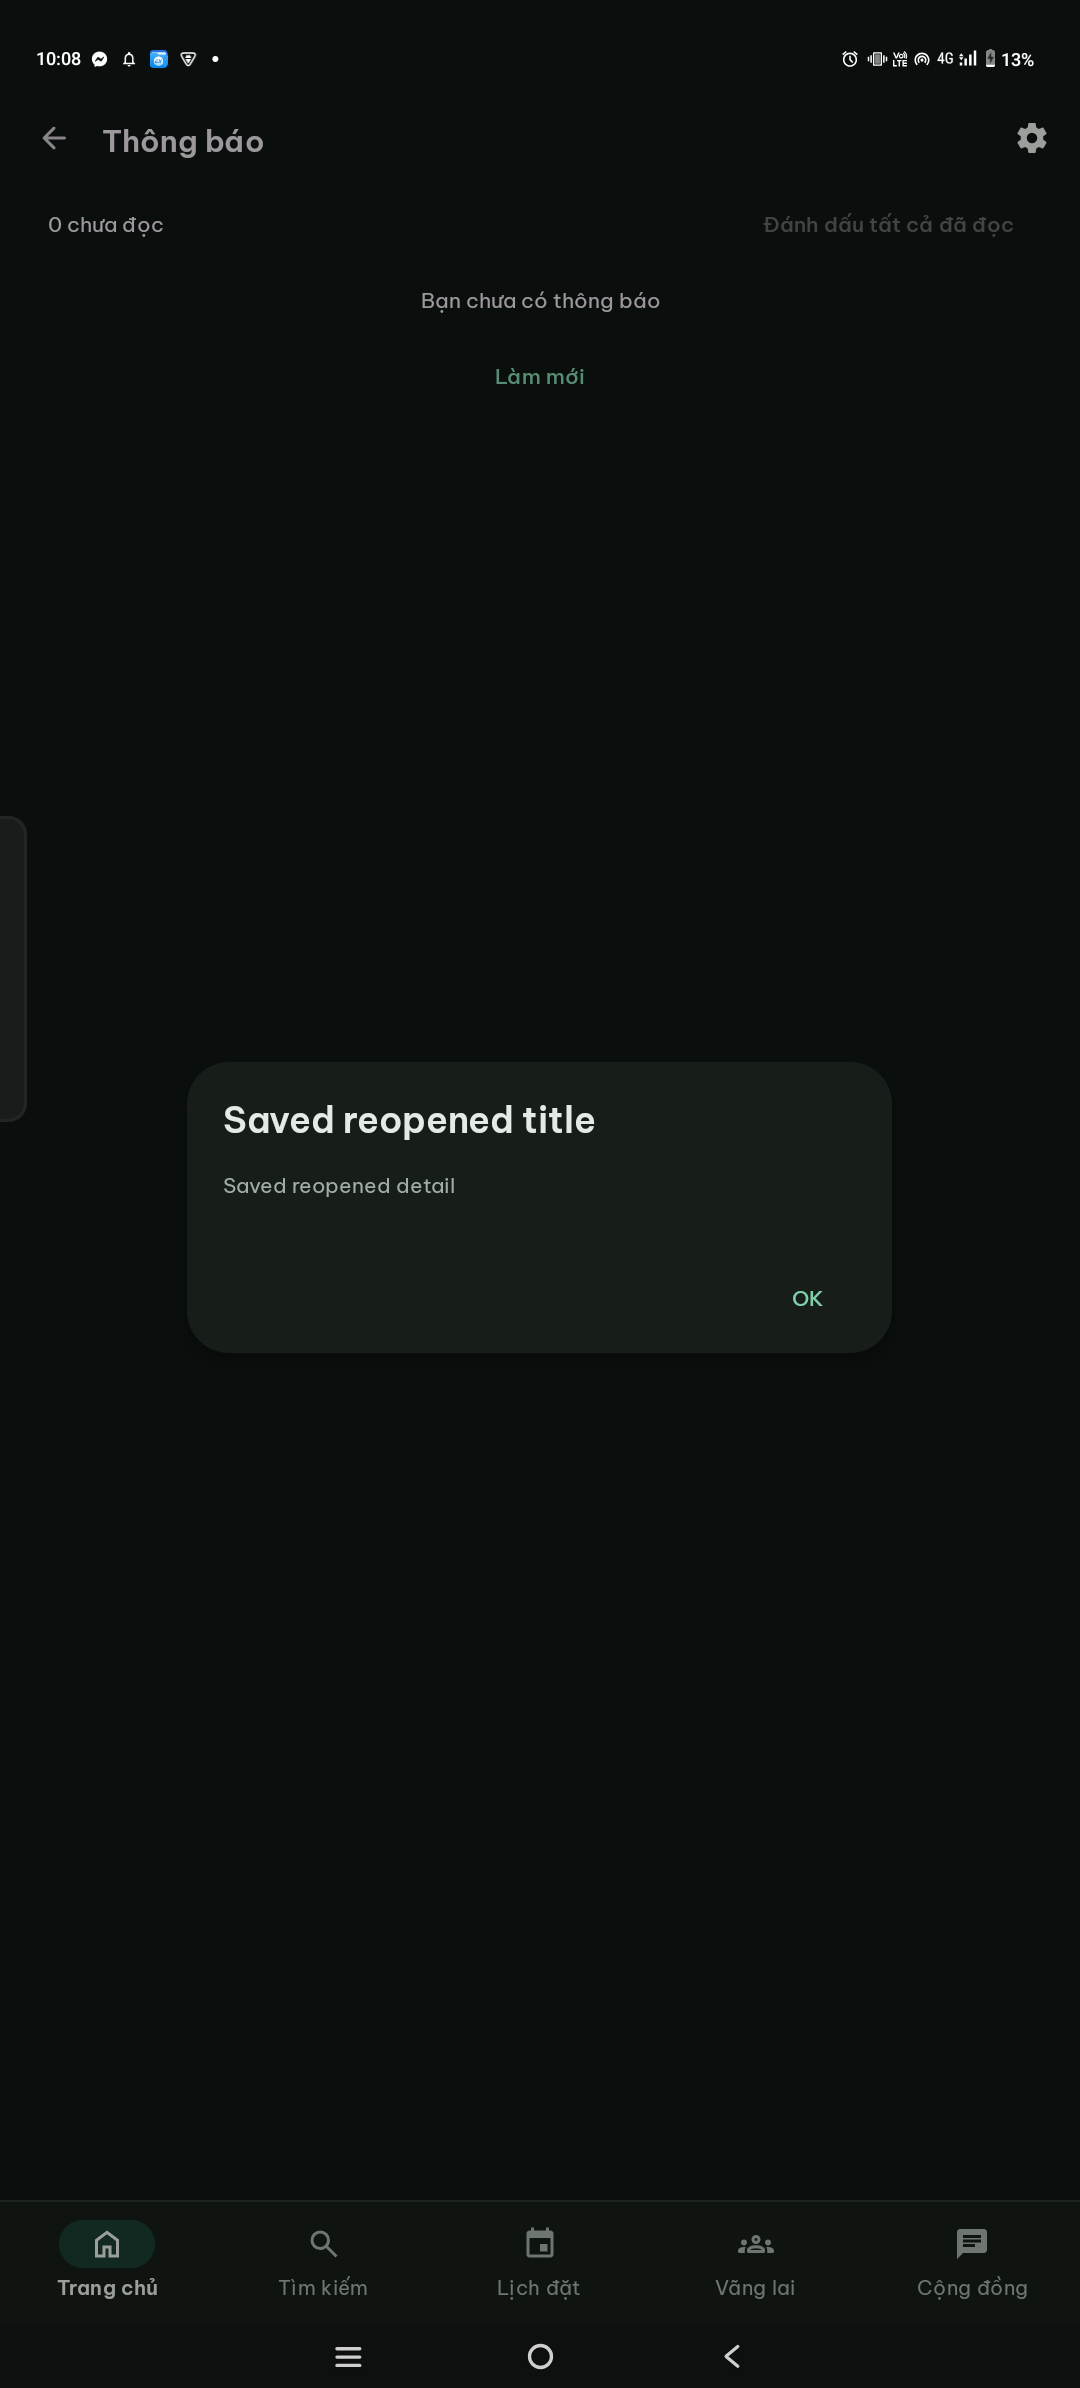 10:08
4G
13%
Thông báo
0 chưa đọc
Đánh dấu tất cả đã đọc
Bạn chưa có thông báo
Làm mới
Saved reopened title
Saved reopened detail
OK
Trang chủ
Tìm kiếm
Lịch đặt
Vãng lai
Cộng đồng